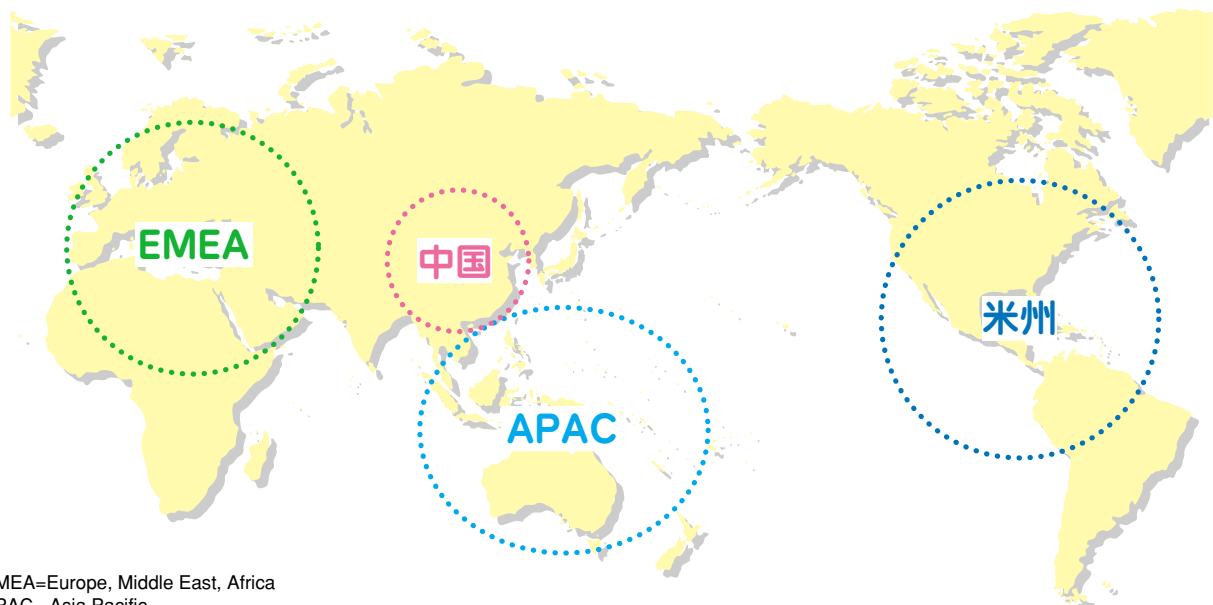 EMEA
中国
米州
APAC
MEA=Europe, Middle East, Africa